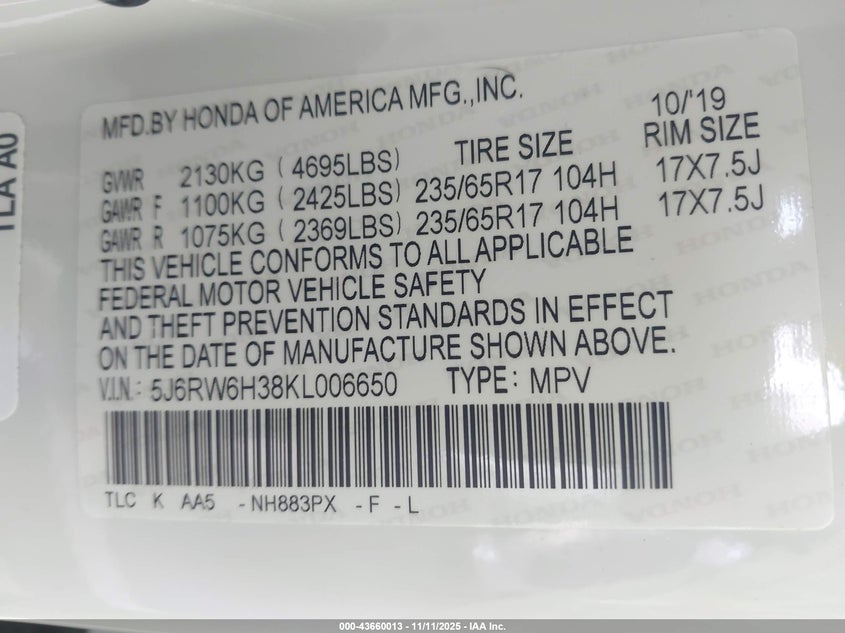 TLA A0
MFD.BY HONDA OF AMERICA MFG.,INC. 10/'19
TIRE SIZE RIM SIZE
GVWR 2130KG ( 4695LBS)
GAWR F 1100KG ( 2425LBS) 235/65R17 104H 17X7.5J
GAWR R 1075KG ( 2369LBS) 235/65R17 104H 17X7.5J
THIS VEHICLE CONFORMS TO ALL APPLICABLE
FEDERAL MOTOR VEHICLE SAFETY
AND THEFT PREVENTION STANDARDS IN EFFECT
ON THE DATE OF MANUFACTURE SHOWN ABOVE.
V.I.N.: 5J6RW6H38KL006650 TYPE: MPV
TLC K AA5 -NH883PX -F -L
000-43660013 - 11/11/2025 - IAA Inc.